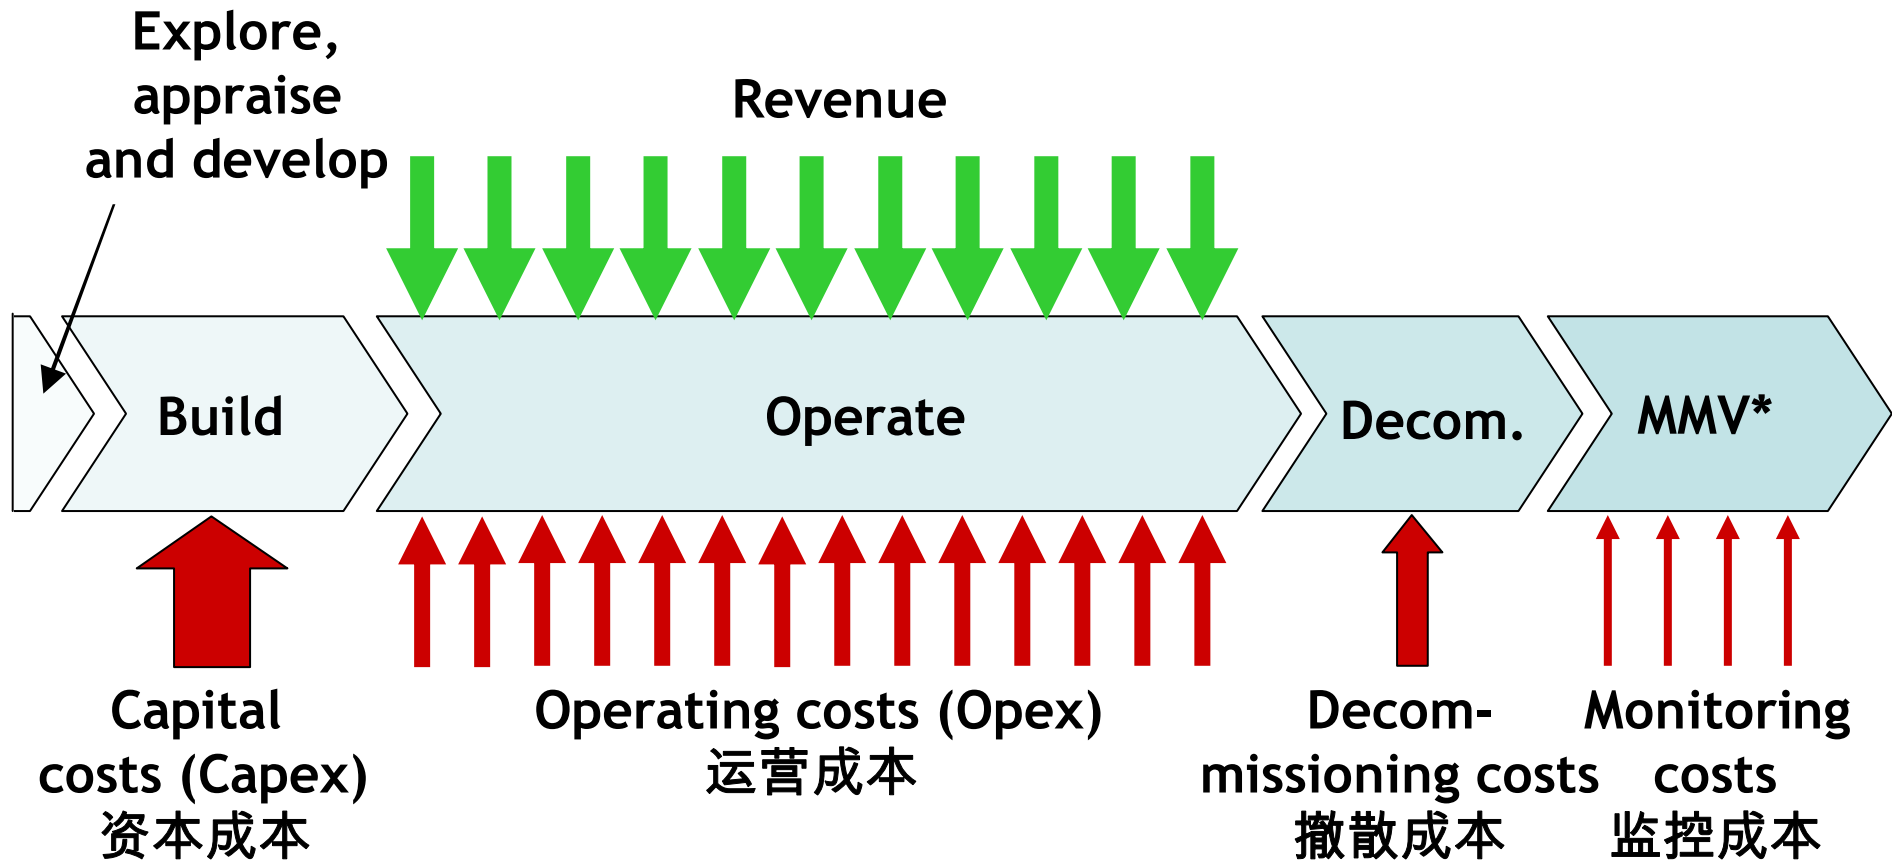 Explore,
appraise
and develop
Revenue
Build
Operate
Decom.
MMV*
Capital
costs (Capex)
资本成本
Operating costs (Opex)
运营成本
Decom-
missioning costs
撤散成本
Monitoring
costs
监控成本